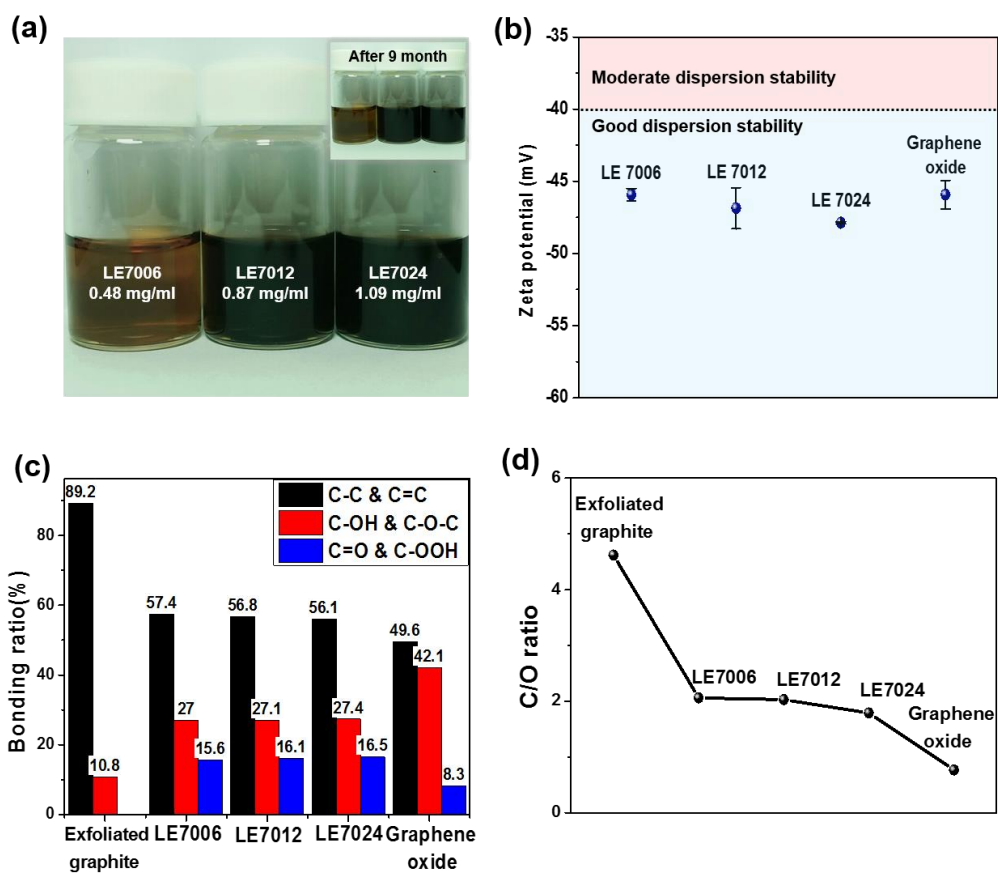 (a)
After 9 month
LE7006
0.48 mg/ml
LE7012
0.87 mg/ml
LE7024
1.09 mg/ml
(b)
Zeta potential (mV)
-35
-40
-45
-50
-55
-60
Moderate dispersion stability
Good dispersion stability
LE 7006
LE 7012
LE 7024
Graphene
oxide
(c)
Bonding ratio(%)
80
60
40
20
0
C-C & C=C
C-OH & C-O-C
C=O & C-OOH
89.2
10.8
57.4
27
15.6
56.8
27.1
16.1
56.1
27.4
16.5
49.6
42.1
8.3
Exfoliated
graphite
LE7006
LE7012
LE7024
Graphene
oxide
(d)
C/O ratio
6
4
2
0
Exfoliated
graphite
LE7006
LE7012
LE7024
Graphene
oxide